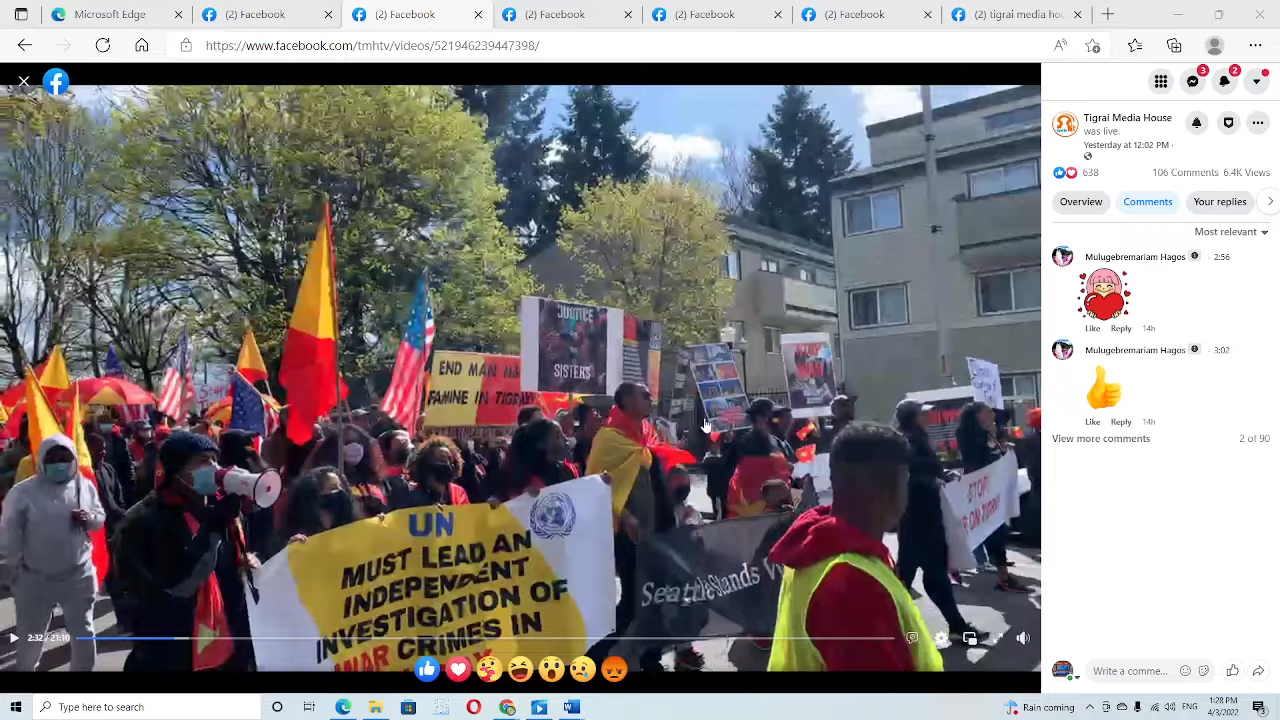 Microsoft Edge
(2) Facebook
(2) Facebook
(2) Facebook
(2) Facebook
(2) Facebook
(2) tigrai media ho
https://www.facebook.com/tmhtv/videos/521946239447398/
3
2
Tigrai Media House
was live.
Yesterday at 12:02 PM ·
638
106 Comments 6.4K Views
Overview
Comments
Your replies
Most relevant
Mulugebremariam Hagos · 2:56
Like Reply 14h
Mulugebremariam Hagos · 3:02
Like Reply 14h
View more comments
2 of 90
JUSTICE
SISTERS
END MAN
FAMINE IN TIGRAY
STOP!
ON TIGRAY
UN
MUST LEAD AN
INDEPENDENT
INVESTIGATION OF
WAR CRIMES IN
Seattle Stands
2:32 / 21:10
Write a comme...
Type here to search
Rain coming
ENG
1:28 PM
4/3/2022